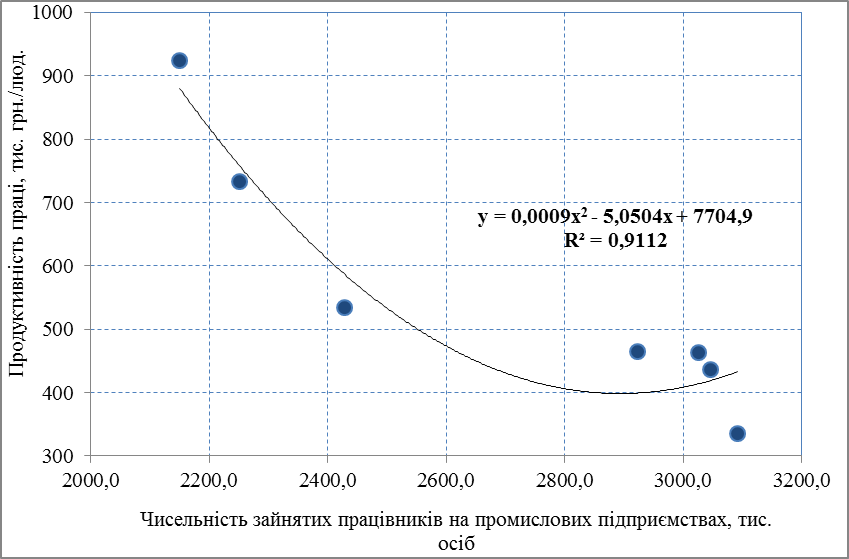 1000
900
800
700
600
500
400
300
Продуктивність праці, тис. грн./люд.
y = 0,0009x² - 5,0504x + 7704,9
R² = 0,9112
2000,0 2200,0 2400,0 2600,0 2800,0 3000,0 3200,0
Чисельність зайнятих працівників на промислових підприємствах, тис.
осіб